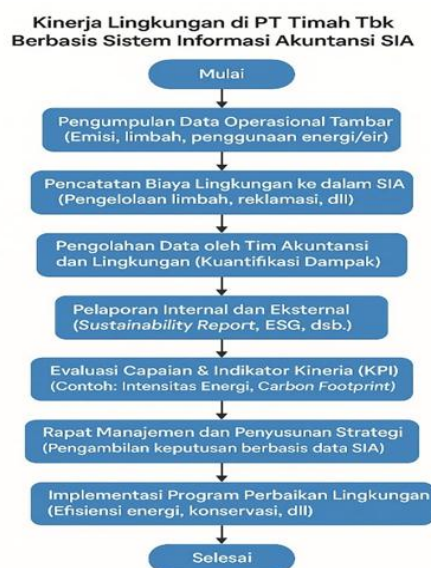 Kinerja Lingkungan di PT Timah Tbk
Berbasis Sistem Informasi Akuntansi SIA
Mulai
Pengumpulan Data Operasional Tambar
(Emisi, limbah, penggunaan energi/eir)
Pencatatan Biaya Lingkungan ke dalam SIA
(Pengelolaan limbah, reklamasi, dll)
Pengolahan Data oleh Tim Akuntansi
dan Lingkungan (Kuantifikasi Dampak)
Pelaporan Internal dan Eksternal
(Sustainability Report, ESG, dsb.)
Evaluasi Capaian & Indikator Kineria (KPI)
(Contoh: Intensitas Energi, Carbon Footprint)
Rapat Manajemen dan Penyusunan Strategi
(Pengambilan keputusan berbasis data SIA)
Implementasi Program Perbaikan Lingkungan
(Efisiensi energi, konservasi, dll)
Selesai